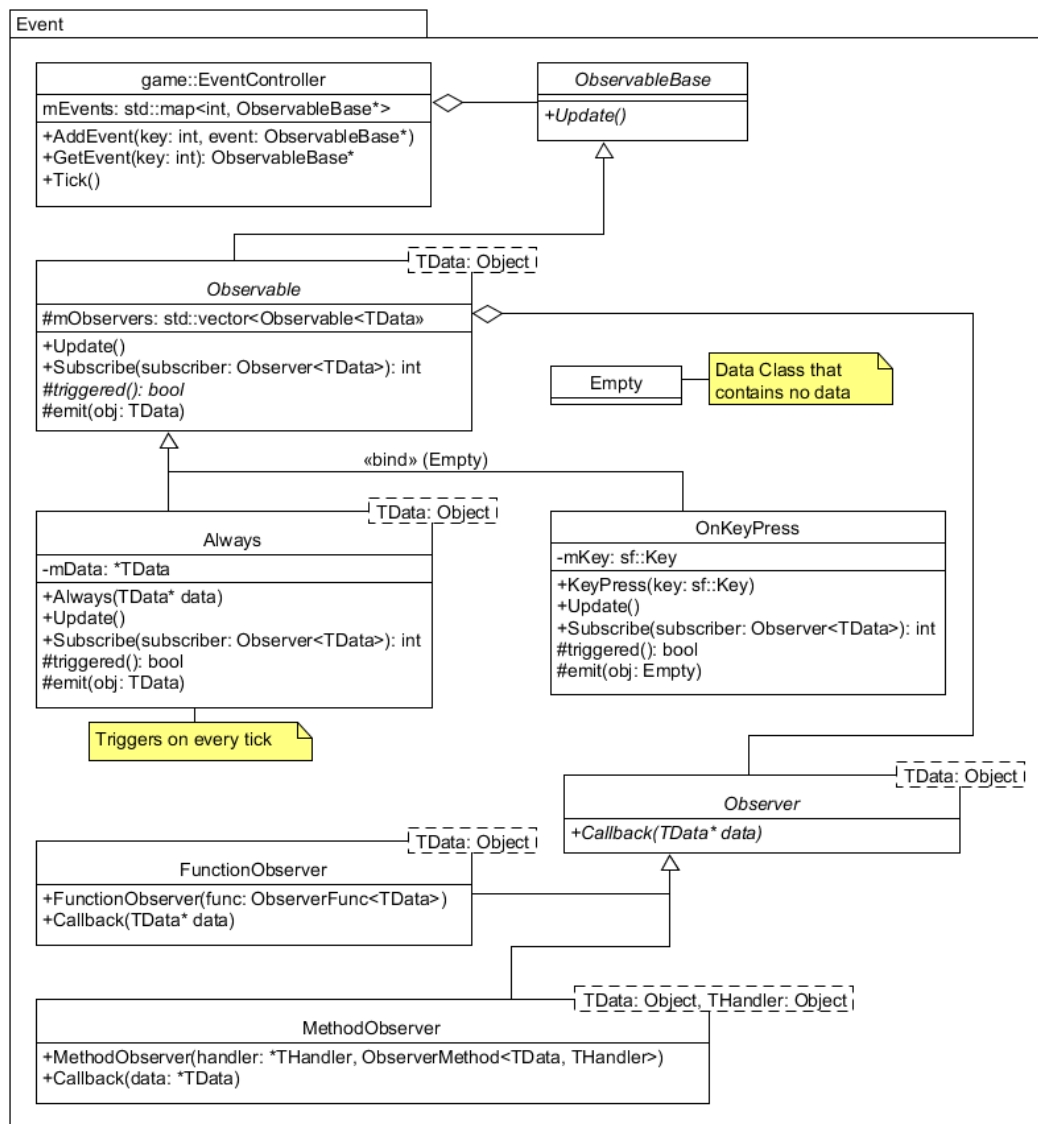 Event
game::EventController
mEvents: std::map<int, ObservableBase*>
+AddEvent(key: int, event: ObservableBase*)
+GetEvent(key: int): ObservableBase*
+Tick()
ObservableBase
+Update()
TData: Object
Observable
#mObservers: std::vector<Observable<TData»
+Update()
+Subscribe(subscriber: Observer<TData>): int
#triggered(): bool
#emit(obj: TData)
Empty
Data Class that
contains no data
«bind» (Empty)
TData: Object
Always
-mData: *TData
+Always(TData* data)
+Update()
+Subscribe(subscriber: Observer<TData>): int
#triggered(): bool
#emit(obj: TData)
Triggers on every tick
OnKeyPress
-mKey: sf::Key
+KeyPress(key: sf::Key)
+Update()
+Subscribe(subscriber: Observer<TData>): int
#triggered(): bool
#emit(obj: Empty)
TData: Object
Observer
+Callback(TData* data)
TData: Object
FunctionObserver
+FunctionObserver(func: ObserverFunc<TData>)
+Callback(TData* data)
TData: Object, THandler: Object
MethodObserver
+MethodObserver(handler: *THandler, ObserverMethod<TData, THandler>)
+Callback(data: *TData)